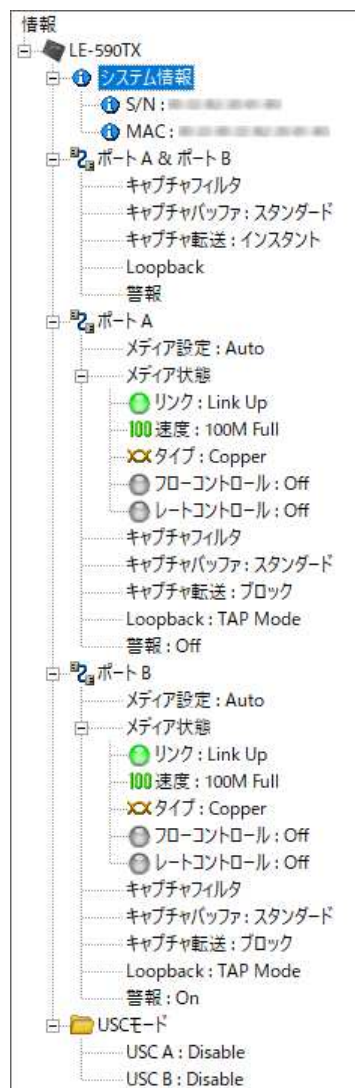 情報
LE-590TX
システム情報
S/N :
MAC :
ポート A & ポート B
キャプチャフィルタ
キャプチャバッファ : スタンダード
キャプチャ転送 : インスタント
Loopback
警報
ポート A
メディア設定 : Auto
メディア状態
リンク : Link Up
100 速度 : 100M Full
タイプ : Copper
フローコントロール : Off
レートコントロール : Off
キャプチャフィルタ
キャプチャバッファ : スタンダード
キャプチャ転送 : ブロック
Loopback : TAP Mode
警報 : Off
ポート B
メディア設定 : Auto
メディア状態
リンク : Link Up
100 速度 : 100M Full
タイプ : Copper
フローコントロール : Off
レートコントロール : Off
キャプチャフィルタ
キャプチャバッファ : スタンダード
キャプチャ転送 : ブロック
Loopback : TAP Mode
警報 : On
USCモード
USC A : Disable
USC B : Disable